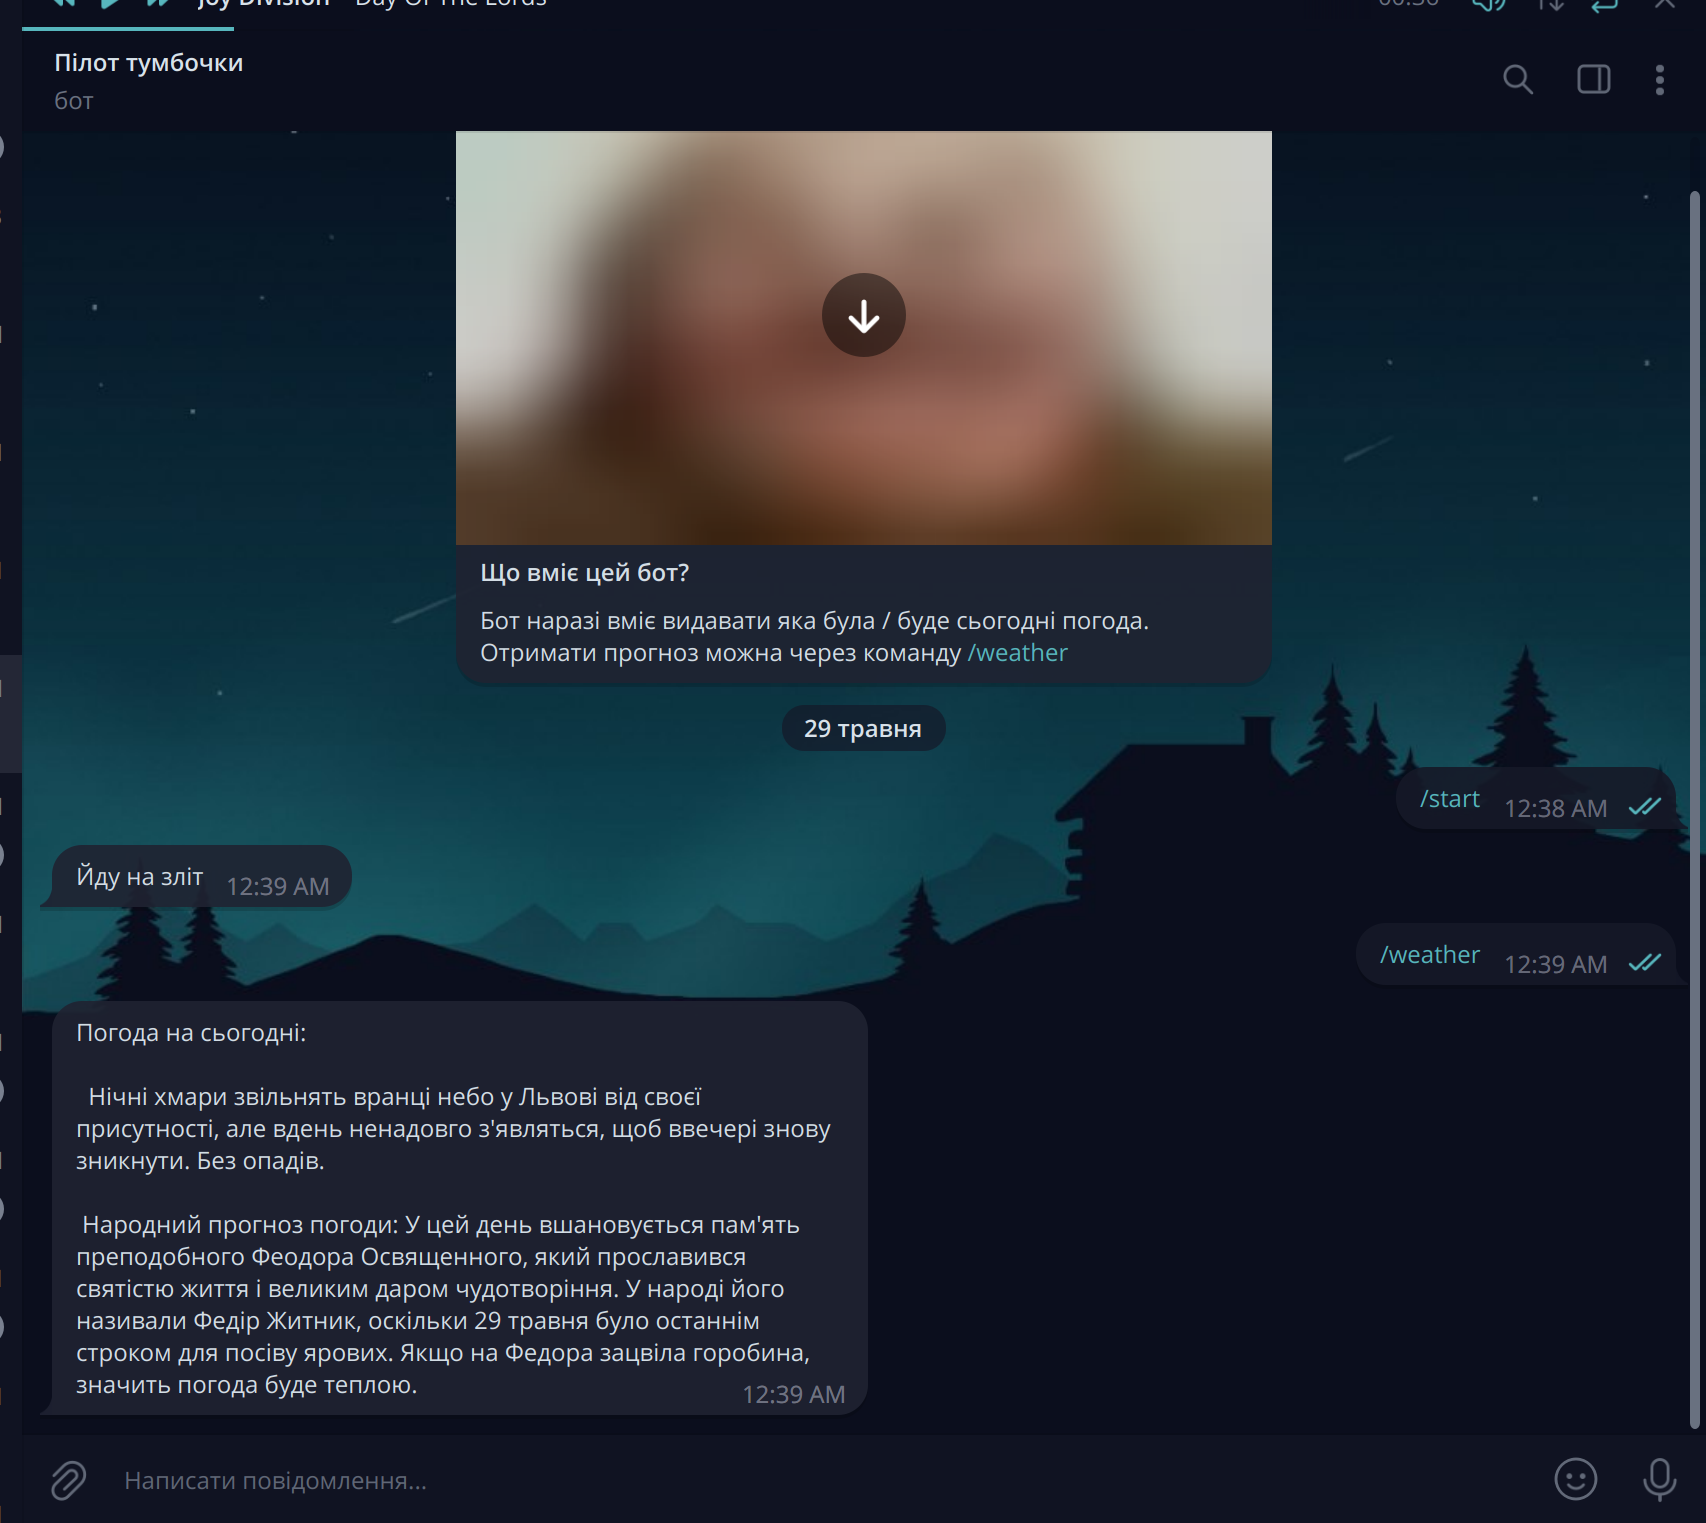 Joy Division – Day Of The Lords
Пілот тумбочки
бот
Що вміє цей бот?
Бот наразі вміє видавати яка була / буде сьогодні погода.
Отримати прогноз можна через команду /weather
29 травня
/start 12:38 AM
Йду на зліт 12:39 AM
/weather 12:39 AM
Погода на сьогодні:
Нічні хмари звільнять вранці небо у Львові від своєї
присутності, але вдень ненадовго з'являться, щоб ввечері знову
зникнути. Без опадів.
Народний прогноз погоди: У цей день вшановується пам'ять
преподобного Феодора Освященного, який прославився
святістю життя і великим даром чудотворіння. У народі його
називали Федір Житник, оскільки 29 травня було останнім
строком для посіву ярових. Якщо на Федора зацвіла горобина,
значить погода буде теплою.
12:39 AM
Написати повідомлення...